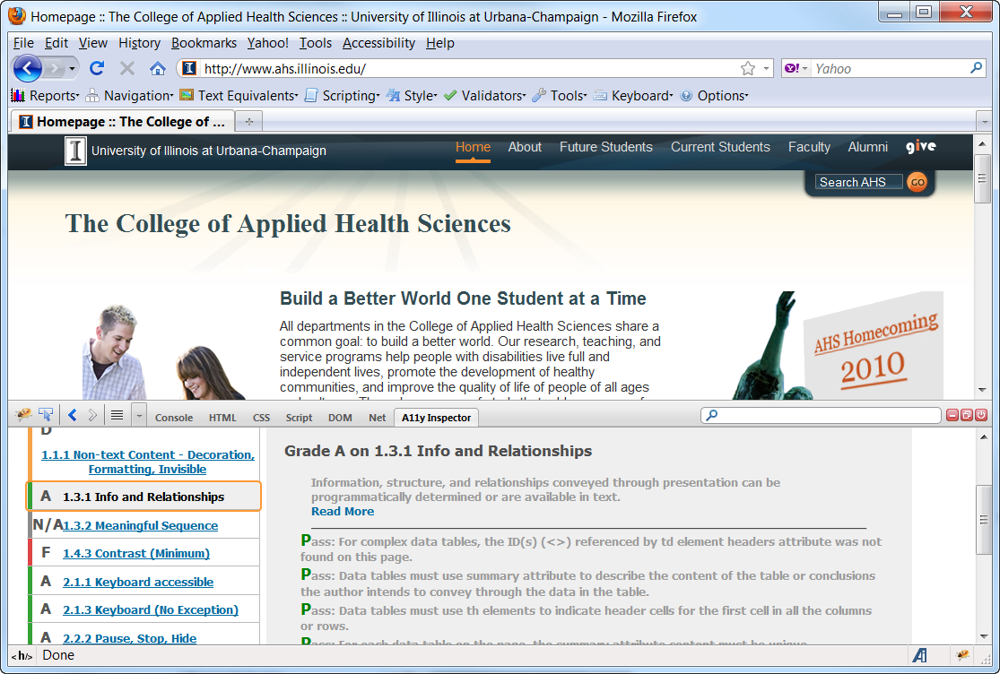 Homepage :: The College of Applied Health Sciences :: University of Illinois at Urbana-Champaign - Mozilla Firefox
File Edit View History Bookmarks Yahoo! Tools Accessibility Help
http://www.ahs.illinois.edu/ Y! Yahoo
Reports Navigation Text Equivalents Scripting Style Validators Tools Keyboard Options
I Homepage :: The College of ...
I University of Illinois at Urbana-Champaign Home About Future Students Current Students Faculty Alumni give
Search AHS GO
The College of Applied Health Sciences
Build a Better World One Student at a Time
All departments in the College of Applied Health Sciences share a
common goal: to build a better world. Our research, teaching, and
service programs help people with disabilities live full and
independent lives, promote the development of healthy
communities, and improve the quality of life of people of all ages
AHS Homecoming
2010
Console HTML CSS Script DOM Net A11y Inspector
D
1.1.1 Non-text Content - Decoration,
Formatting, Invisible
A 1.3.1 Info and Relationships
N/A 1.3.2 Meaningful Sequence
F 1.4.3 Contrast (Minimum)
A 2.1.1 Keyboard accessible
A 2.1.3 Keyboard (No Exception)
A 2.2.2 Pause, Stop, Hide
Grade A on 1.3.1 Info and Relationships
Information, structure, and relationships conveyed through presentation can be
programmatically determined or are available in text.
Read More
Pass: For complex data tables, the ID(s) (<>) referenced by td element headers attribute was not
found on this page.
Pass: Data tables must use summary attribute to describe the content of the table or conclusions
the author intends to convey through the data in the table.
Pass: Data tables must use th elements to indicate header cells for the first cell in all the columns
or rows.
Pass: For each data table on the page, the summary attribute content must be unique
<h/> Done